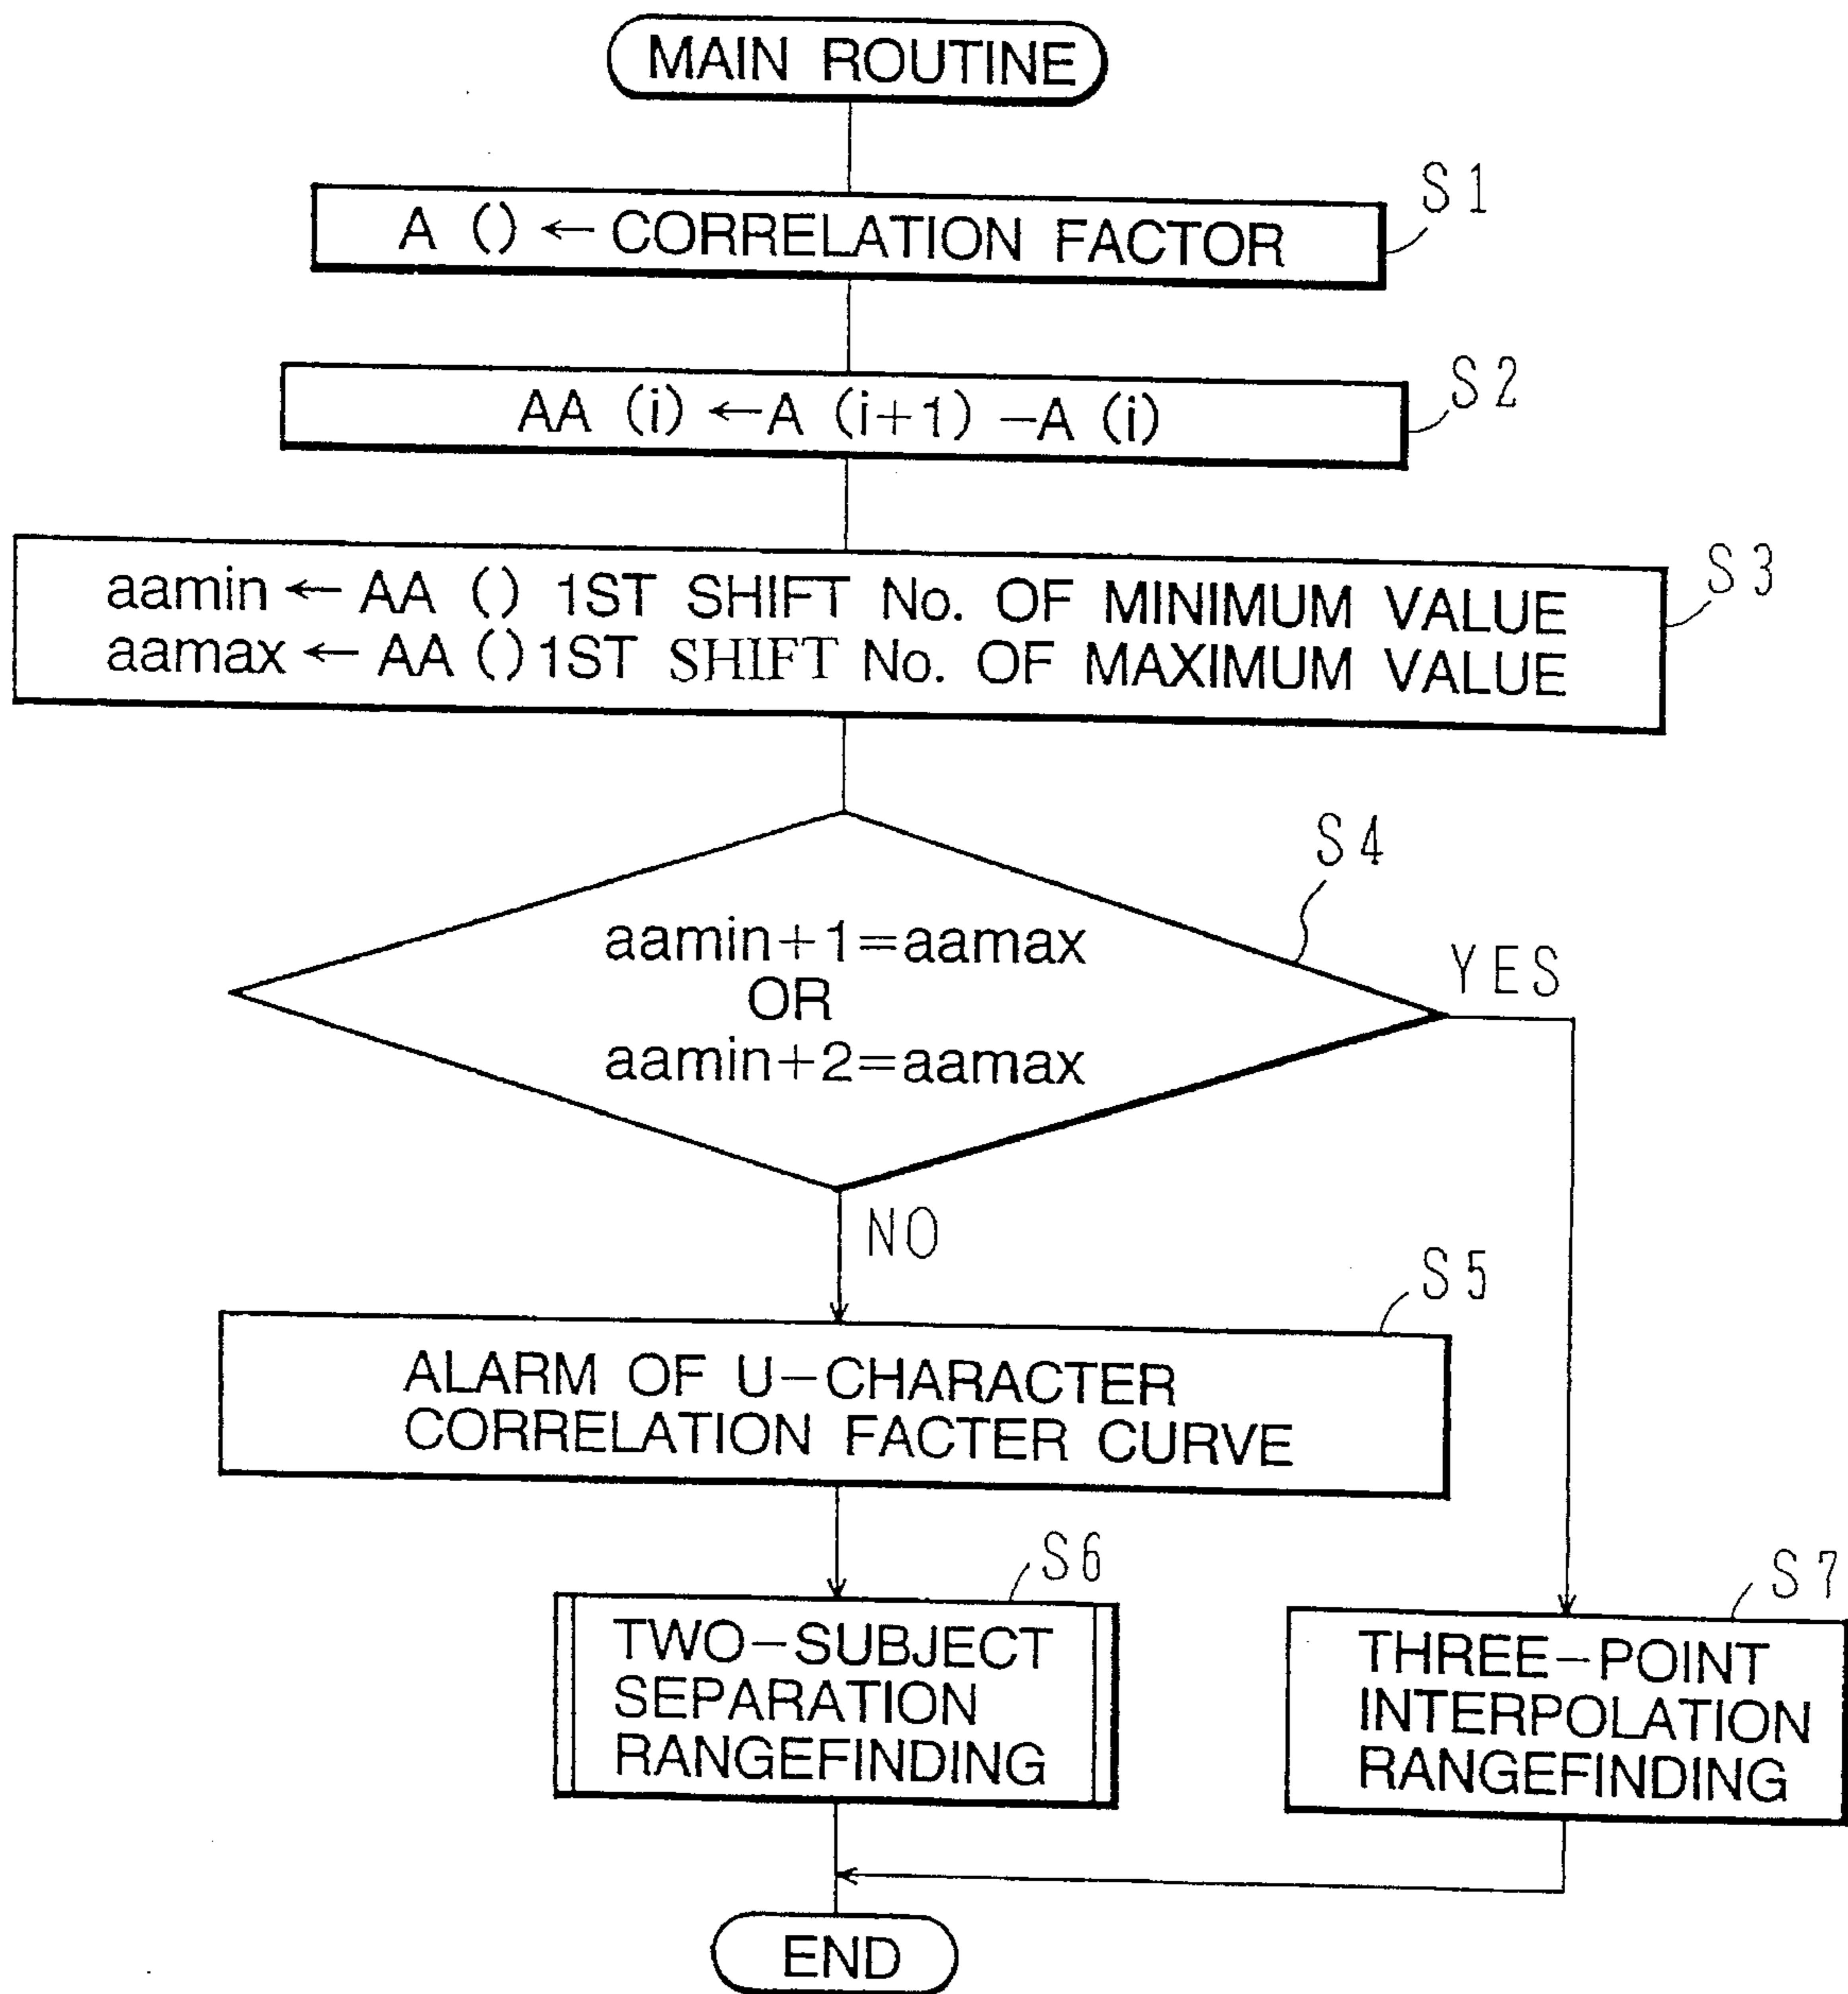 MAIN ROUTINE
S1
A () ← CORRELATION FACTOR
S2
AA (i) ← A (i+1) −A (i)
S3
aamin ← AA () 1ST SHIFT No. OF MINIMUM VALUE
aamax ← AA () 1ST SHIFT No. OF MAXIMUM VALUE
S4
aamin+1=aamax
OR
aamin+2=aamax
YES
NO
S5
ALARM OF U−CHARACTER
CORRELATION FACTER CURVE
S6
TWO−SUBJECT
SEPARATION
RANGEFINDING
S7
THREE−POINT
INTERPOLATION
RANGEFINDING
END